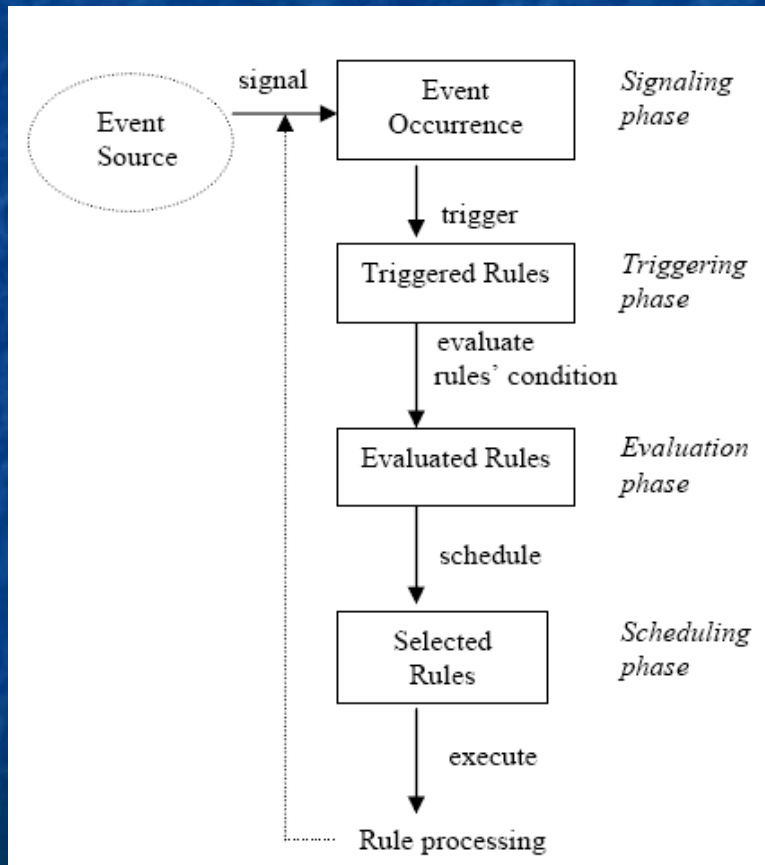 signal
Event
Source
Event
Occurrence
Signaling
phase
trigger
Triggered Rules
Triggering
phase
evaluate
rules’ condition
Evaluated Rules
Evaluation
phase
schedule
Selected
Rules
Scheduling
phase
execute
Rule processing